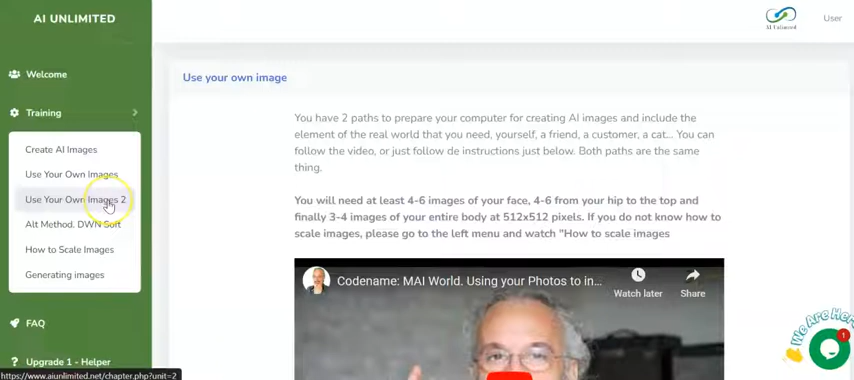 AI UNLIMITED
AI Unlimited
User
Welcome
Training
Create AI Images
Use Your Own Images
Use Your Own Images 2
Alt Method. DWN Soft
How to Scale Images
Generating images
FAQ
Upgrade 1 - Helper
https://www.aiunlimited.net/chapter.php?unit=2
Use your own image
You have 2 paths to prepare your computer for creating AI images and include the
element of the real world that you need, yourself, a friend, a customer, a cat... You can
follow the video, or just follow de instructions just below. Both paths are the same
thing.
You will need at least 4-6 images of your face, 4-6 from your hip to the top and
finally 3-4 images of your entire body at 512x512 pixels. If you do not know how to
scale images, please go to the left menu and watch "How to scale images
Codename: MAI World. Using your Photos to in...
Watch later
Share
We Are Here
1